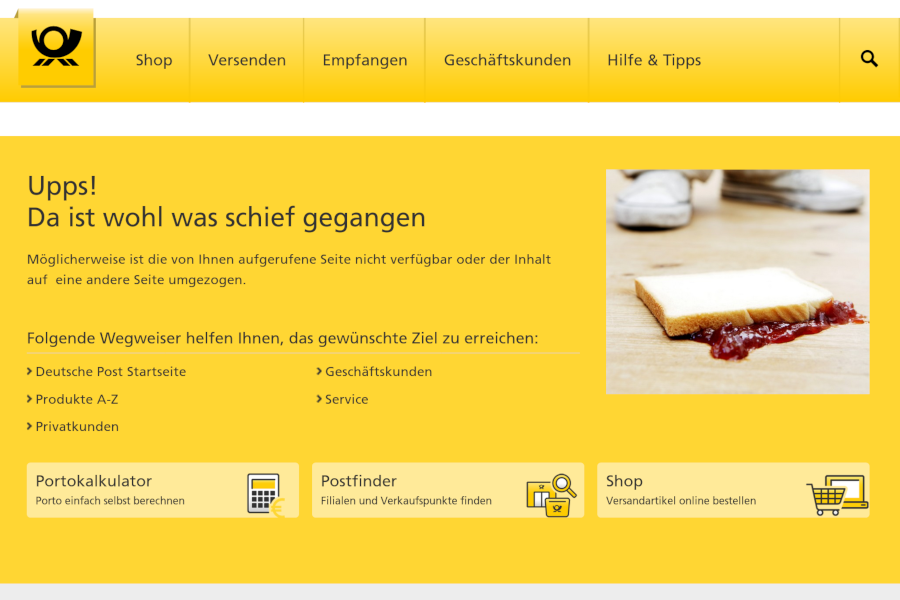 Shop
Versenden
Empfangen
Geschäftskunden
Hilfe & Tipps
Upps!
Da ist wohl was schief gegangen
Möglicherweise ist die von Ihnen aufgerufene Seite nicht verfügbar oder der Inhalt
auf eine andere Seite umgezogen.
Folgende Wegweiser helfen Ihnen, das gewünschte Ziel zu erreichen:
Deutsche Post Startseite
Geschäftskunden
Produkte A-Z
Service
Privatkunden
Portokalkulator
Porto einfach selbst berechnen
Postfinder
Filialen und Verkaufspunkte finden
Shop
Versandartikel online bestellen